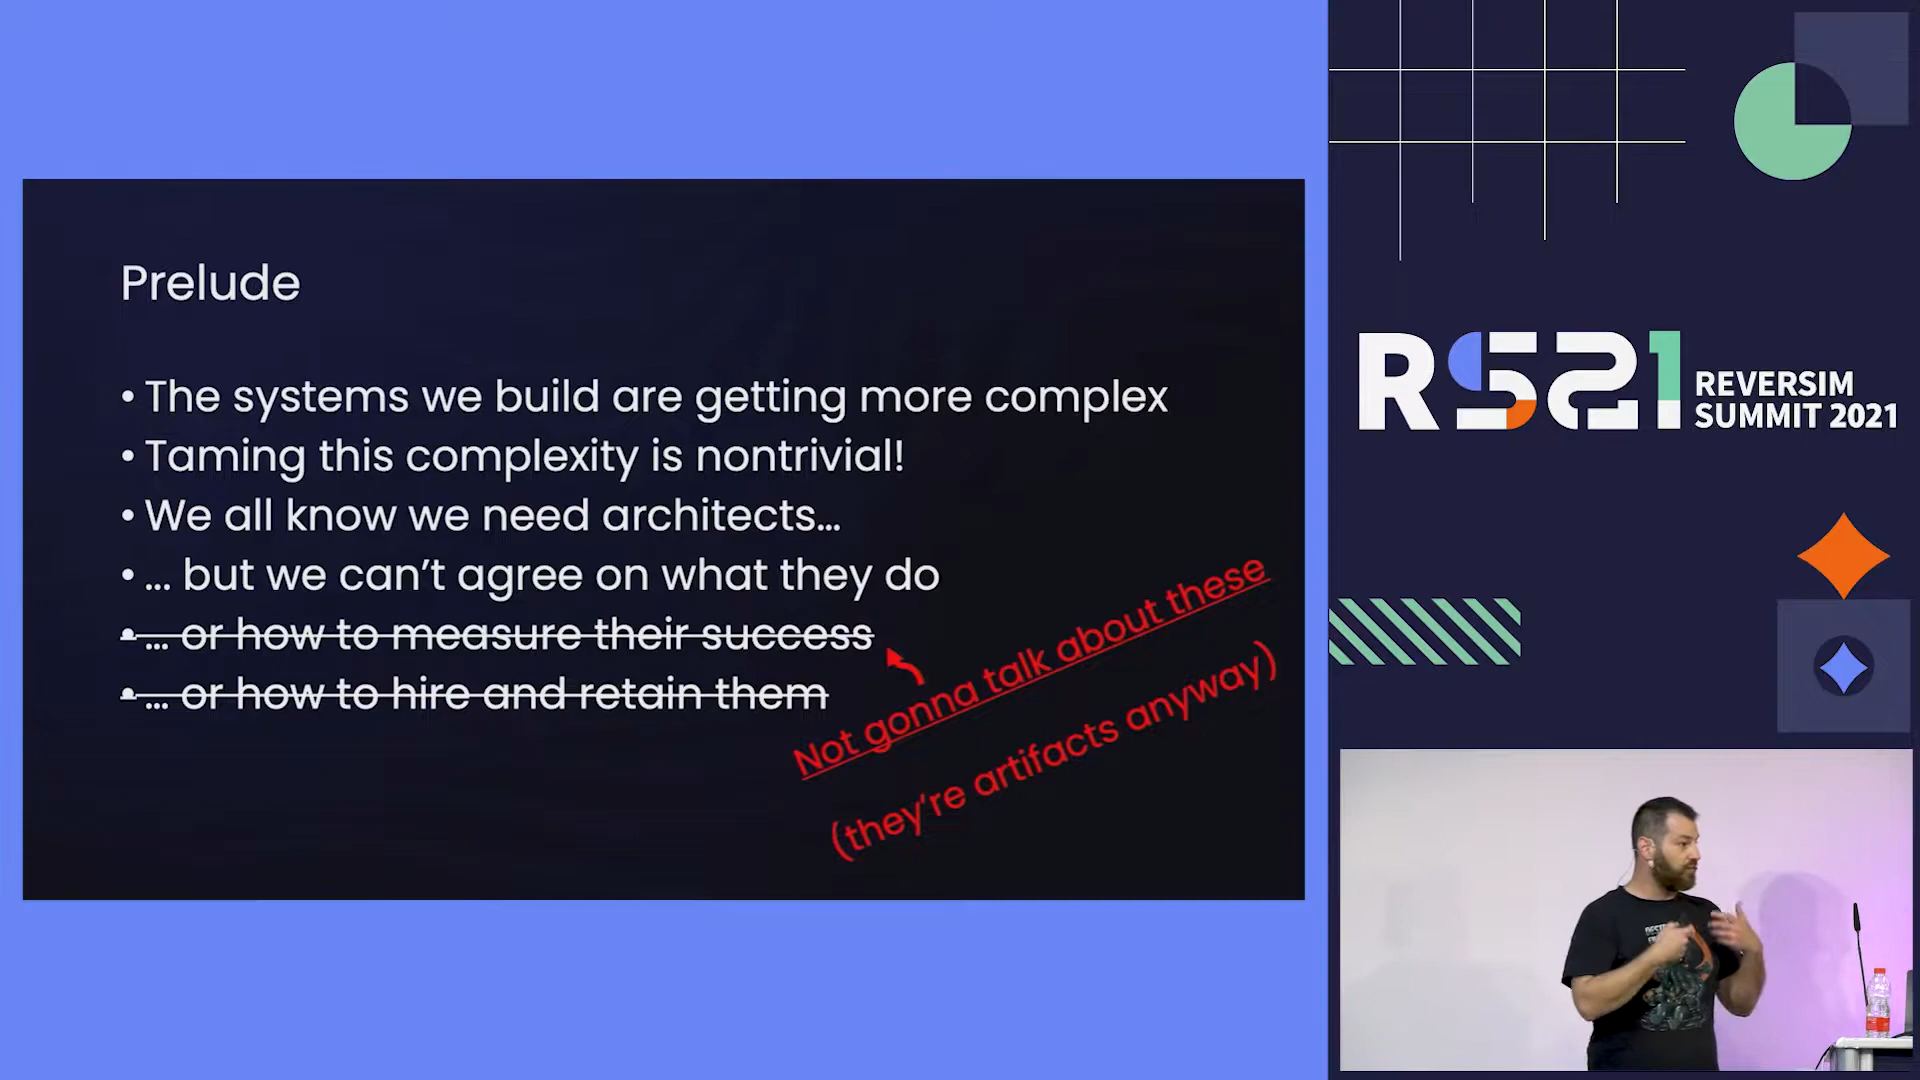 Prelude
• The systems we build are getting more complex
• Taming this complexity is nontrivial!
• We all know we need architects…
• … but we can’t agree on what they do
• … or how to measure their success
• … or how to hire and retain them
Not gonna talk about these
(they’re artifacts anyway)
RS21
REVERSIM
SUMMIT 2021